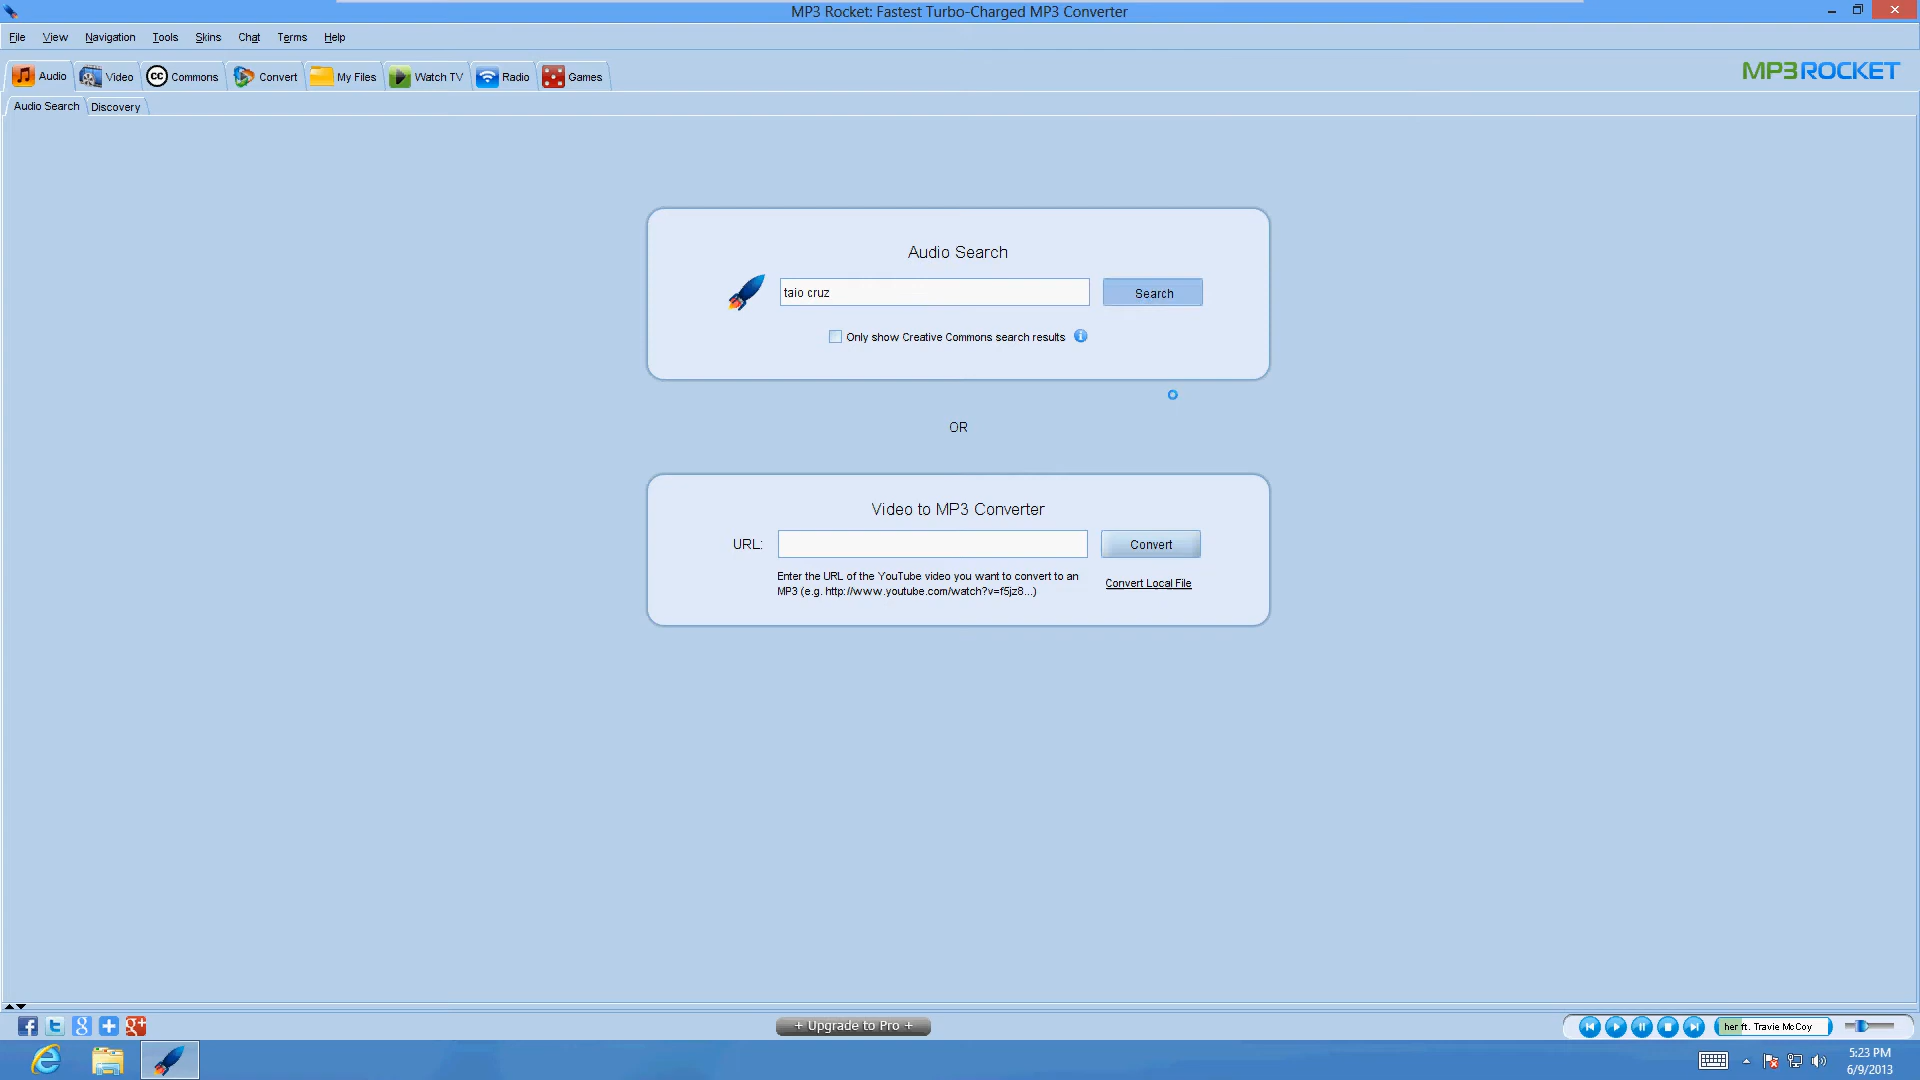 MP3 Rocket: Fastest Turbo-Charged MP3 Converter
File View Navigation Tools Skins Chat Terms Help
Audio Video CC Commons Convert My Files Watch TV Radio Games
MP3ROCKET
Audio Search Discovery
Audio Search
taio cruz Search
Only show Creative Commons search results
OR
Video to MP3 Converter
URL: Convert
Enter the URL of the YouTube video you want to convert to an
MP3 (e.g. http://www.youtube.com/watch?v=f5jz8...)
Convert Local File
+ Upgrade to Pro +
her ft. Travie McCoy
5:23 PM
6/9/2013